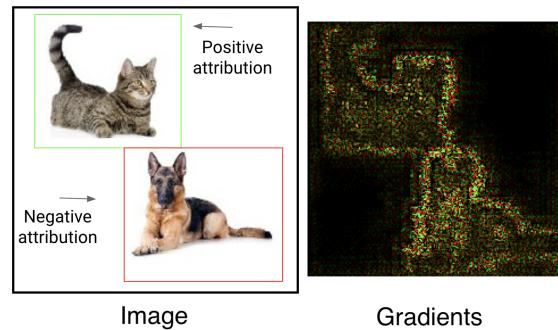 Positive
attribution
Negative
attribution
Image
Gradients